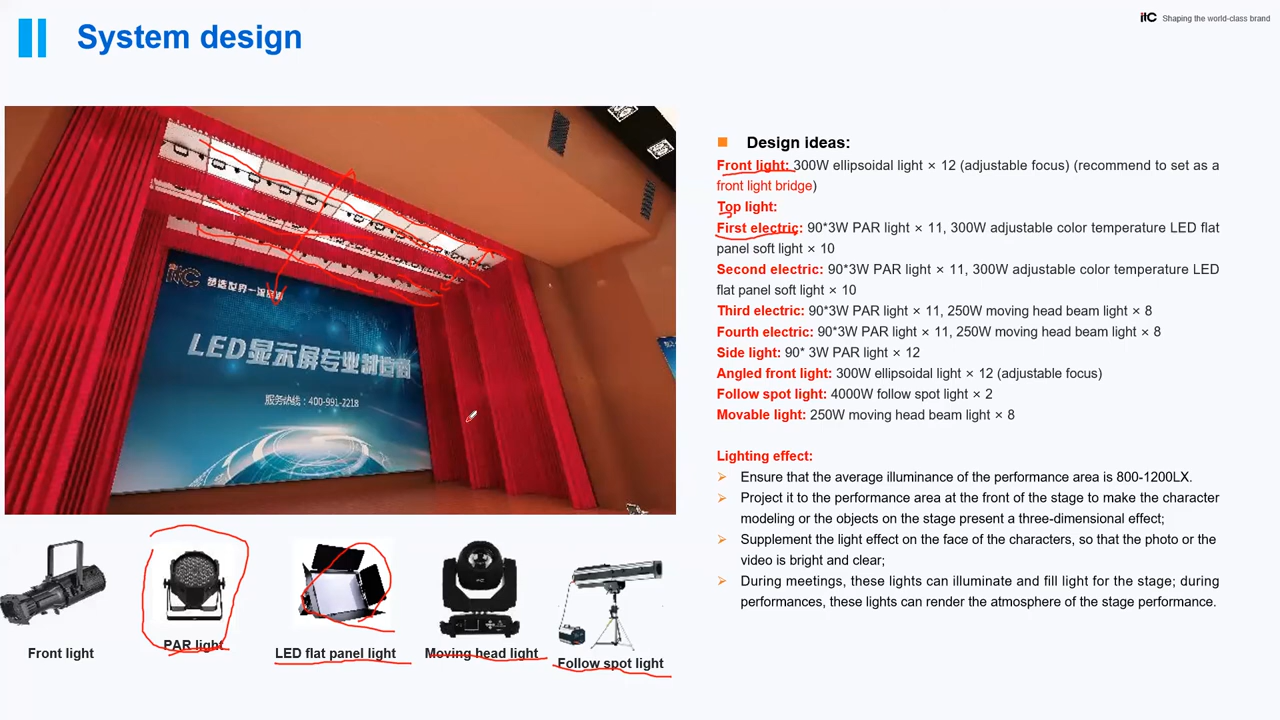 System design
itC Shaping the world-class brand
itC 塑造世界一流品牌
LED显示屏专业制造商
服务热线：400-991-2218
Design ideas:
Front light: 300W ellipsoidal light × 12 (adjustable focus) (recommend to set as a
front light bridge)
Top light:
First electric: 90*3W PAR light × 11, 300W adjustable color temperature LED flat
panel soft light × 10
Second electric: 90*3W PAR light × 11, 300W adjustable color temperature LED
flat panel soft light × 10
Third electric: 90*3W PAR light × 11, 250W moving head beam light × 8
Fourth electric: 90*3W PAR light × 11, 250W moving head beam light × 8
Side light: 90* 3W PAR light × 12
Angled front light: 300W ellipsoidal light × 12 (adjustable focus)
Follow spot light: 4000W follow spot light × 2
Movable light: 250W moving head beam light × 8
Lighting effect:
Ensure that the average illuminance of the performance area is 800-1200LX.
Project it to the performance area at the front of the stage to make the character
modeling or the objects on the stage present a three-dimensional effect;
Supplement the light effect on the face of the characters, so that the photo or the
video is bright and clear;
During meetings, these lights can illuminate and fill light for the stage; during
performances, these lights can render the atmosphere of the stage performance.
Front light
PAR light
LED flat panel light
Moving head light
Follow spot light